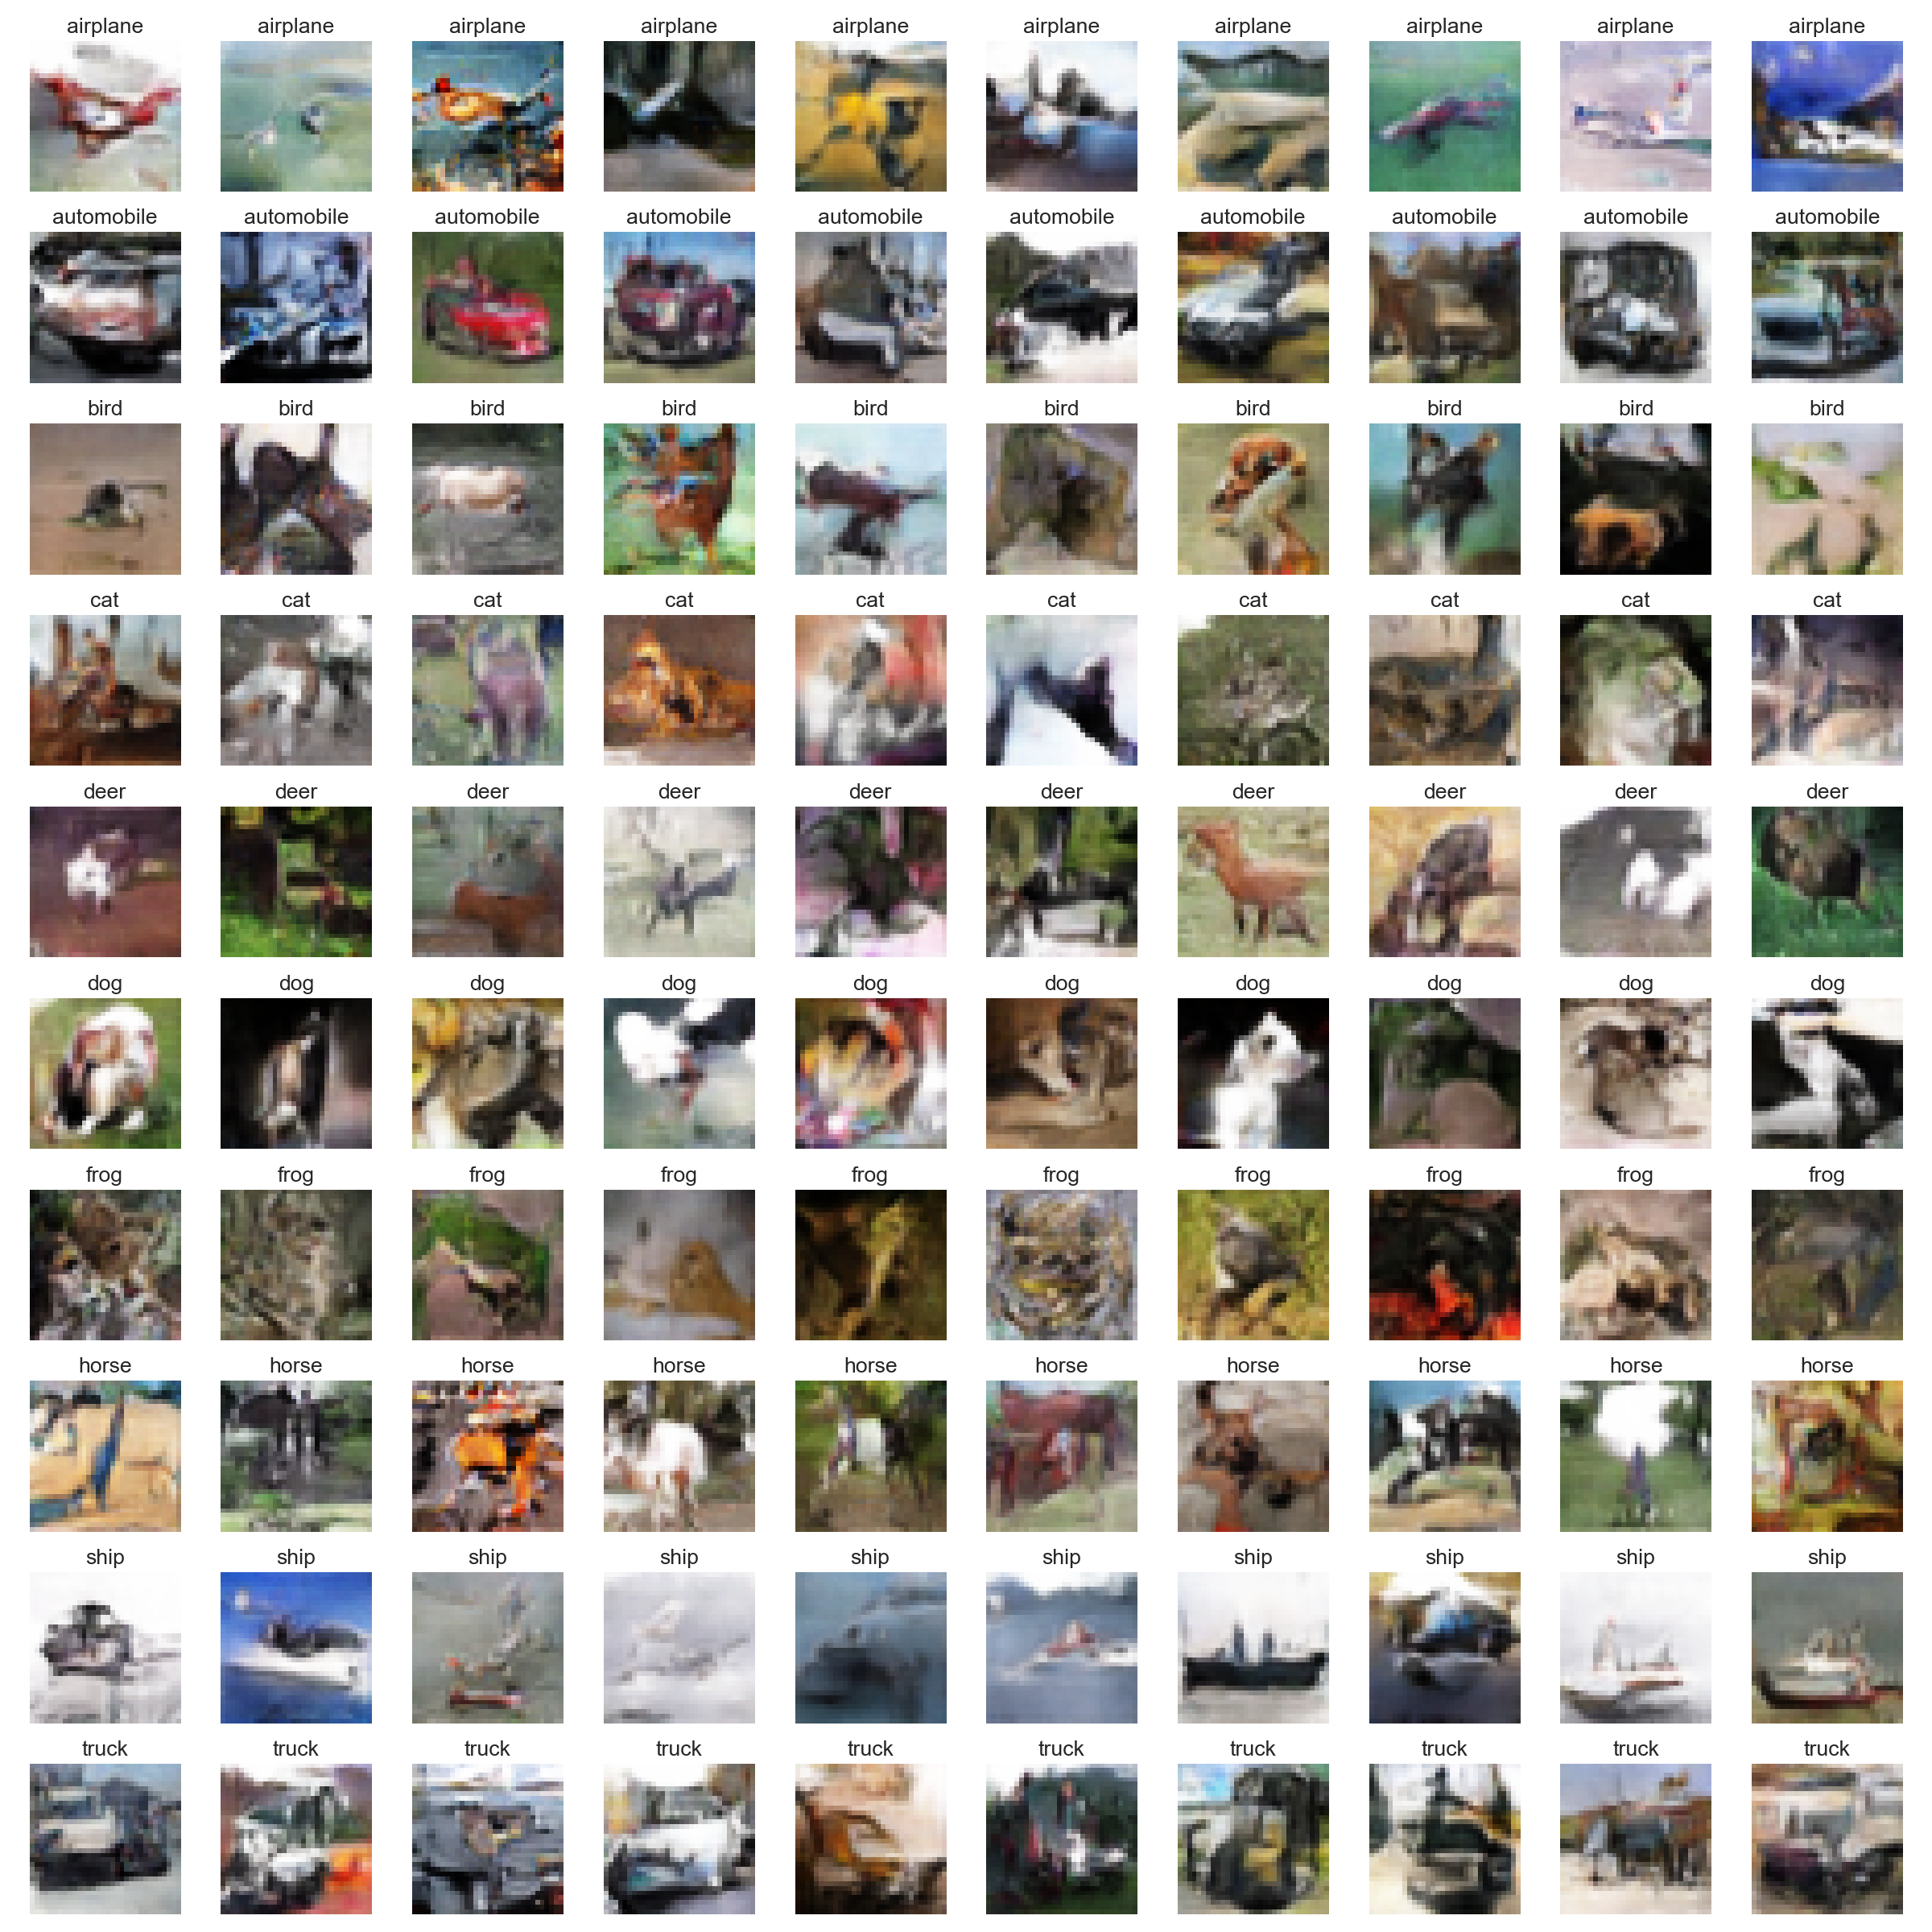 airplane airplane airplane airplane airplane airplane airplane airplane airplane airplane
automobile automobile automobile automobile automobile automobile automobile automobile automobile automobile
bird bird bird bird bird bird bird bird bird bird
cat cat cat cat cat cat cat cat cat cat
deer deer deer deer deer deer deer deer deer deer
dog dog dog dog dog dog dog dog dog dog
frog frog frog frog frog frog frog frog frog frog
horse horse horse horse horse horse horse horse horse horse
ship ship ship ship ship ship ship ship ship ship
truck truck truck truck truck truck truck truck truck truck